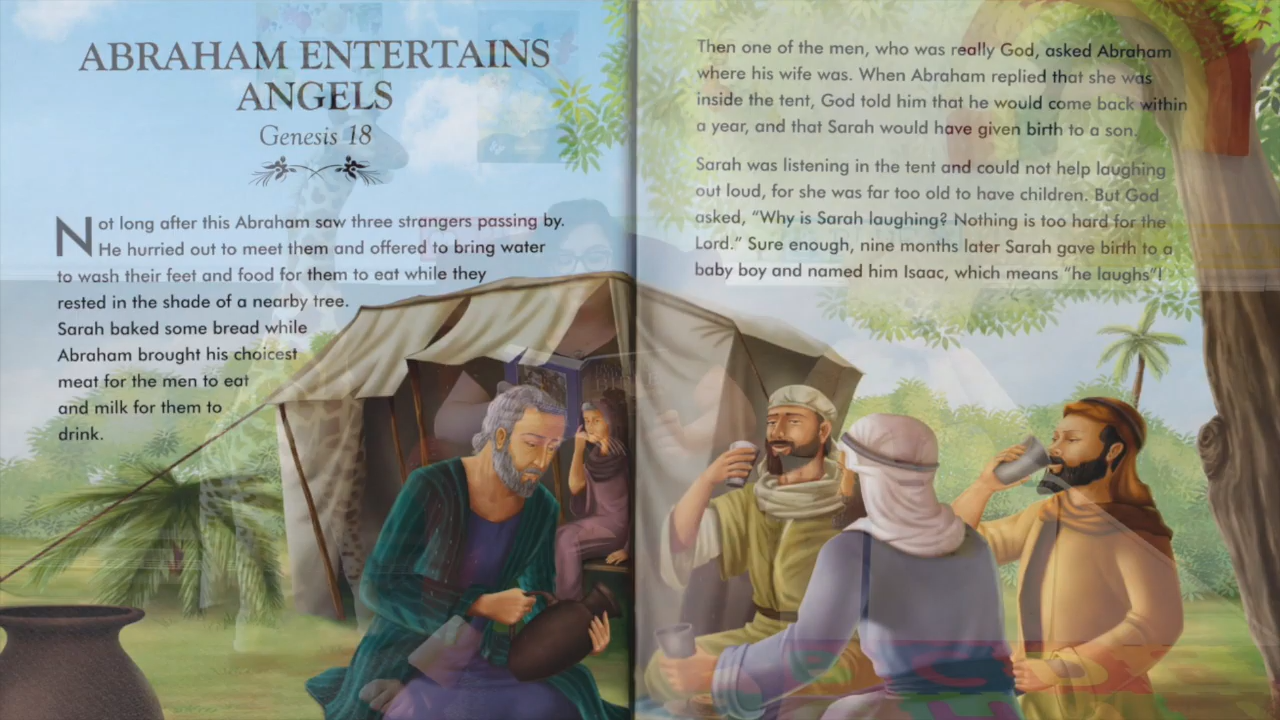 ABRAHAM ENTERTAINS
ANGELS
Genesis 18
Not long after this Abraham saw three strangers passing by.
He hurried out to meet them and offered to bring water
to wash their feet and food for them to eat while they
rested in the shade of a nearby tree.
Sarah baked some bread while
Abraham brought his choicest
meat for the men to eat
and milk for them to
drink.
Then one of the men, who was really God, asked Abraham
where his wife was. When Abraham replied that she was
inside the tent, God told him that he would come back within
a year, and that Sarah would have given birth to a son.
Sarah was listening in the tent and could not help laughing
out loud, for she was far too old to have children. But God
asked, “Why is Sarah laughing? Nothing is too hard for the
Lord.” Sure enough, nine months later Sarah gave birth to a
baby boy and named him Isaac, which means “he laughs”!